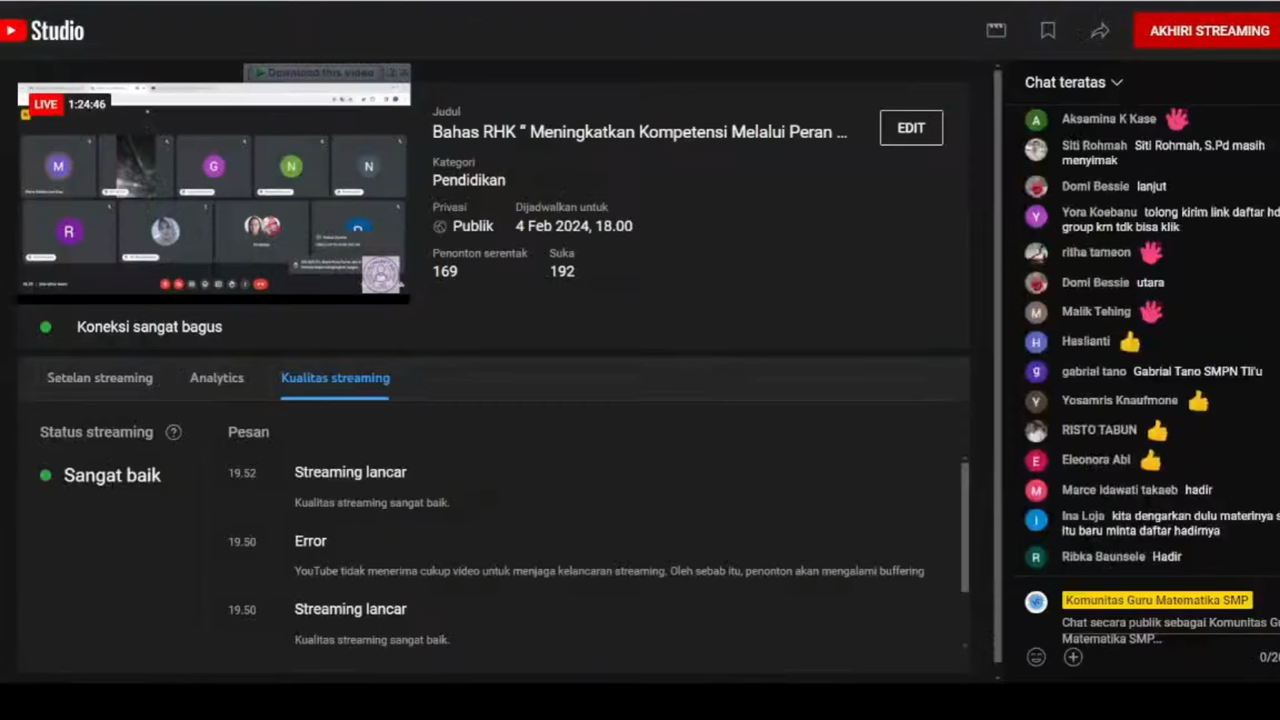 Studio
AKHIRI STREAMING
Download this video
LIVE 1:24:46
M
G
N
N
R
Judul
Bahas RHK " Meningkatkan Kompetensi Melalui Peran ...
EDIT
Kategori
Pendidikan
Privasi
Publik
Dijadwalkan untuk
4 Feb 2024, 18.00
Penonton serentak
169
Suka
192
Koneksi sangat bagus
Setelan streaming
Analytics
Kualitas streaming
Status streaming
Sangat baik
Pesan
19.52 Streaming lancar
Kualitas streaming sangat baik.
19.50 Error
YouTube tidak menerima cukup video untuk menjaga kelancaran streaming. Oleh sebab itu, penonton akan mengalami buffering
19.50 Streaming lancar
Kualitas streaming sangat baik.
Chat teratas
A Aksamina K Kase
Siti Rohmah Siti Rohmah, S.Pd masih
menyimak
Domi Bessie lanjut
Y Yora Koebanu tolong kirim link daftar hd
group krn tdk bisa klik
ritha tameon
Domi Bessie utara
M Malik Tehing
H Haslianti
g gabrial tano Gabrial Tano SMPN Tli'u
Y Yosamris Knaufmone
RISTO TABUN
E Eleonora Abi
M Marce Idawati takaeb hadir
I Ina Loja kita dengarkan dulu materinya s
itu baru minta daftar hadirnya
R Ribka Baunsele Hadir
Komunitas Guru Matematika SMP
Chat secara publik sebagai Komunitas Gu
Matematika SMP...
0/20